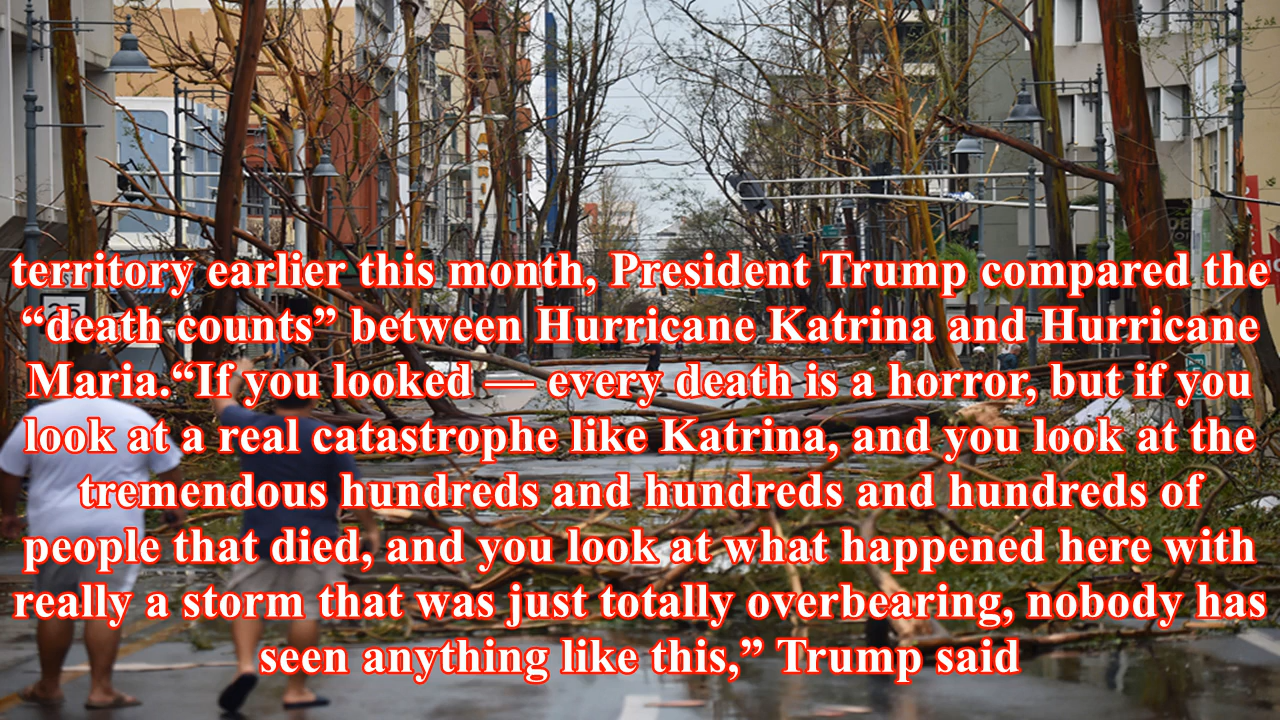 territory earlier this month, President Trump compared the
“death counts” between Hurricane Katrina and Hurricane
Maria.“If you looked — every death is a horror, but if you
look at a real catastrophe like Katrina, and you look at the
tremendous hundreds and hundreds and hundreds of
people that died, and you look at what happened here with
really a storm that was just totally overbearing, nobody has
seen anything like this,” Trump said